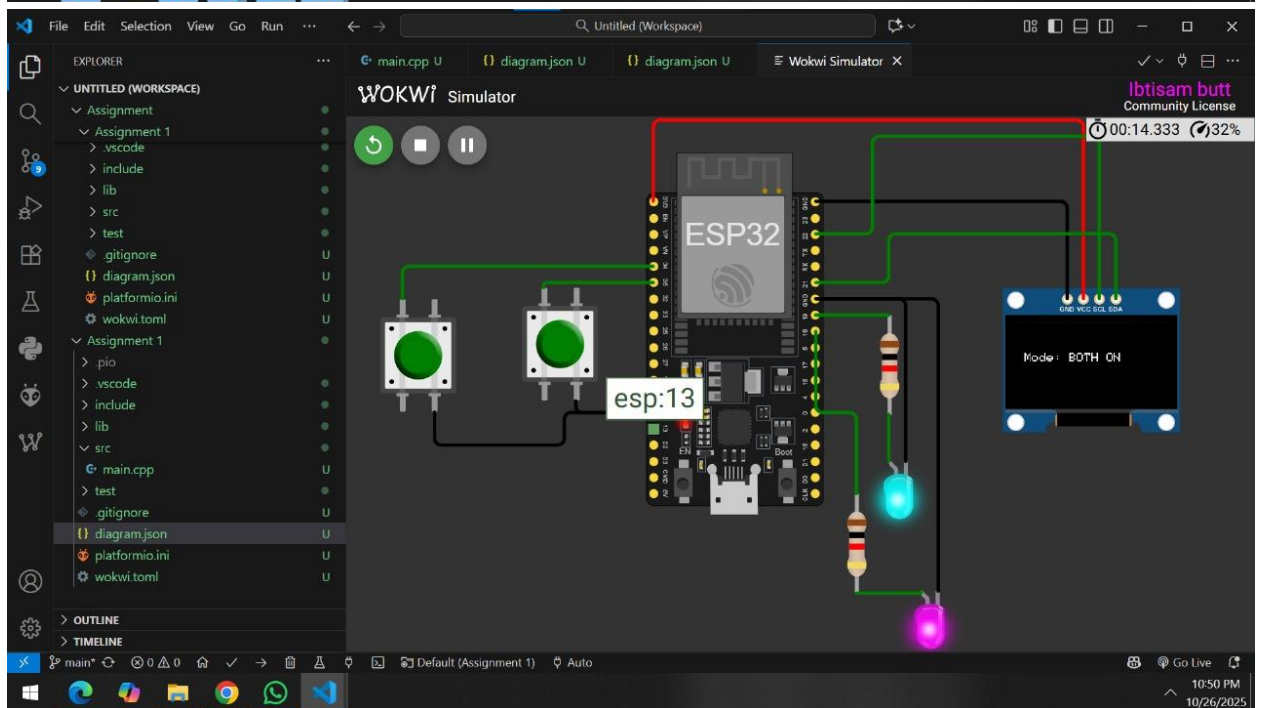 File Edit Selection View Go Run ··· Untitled (Workspace)
EXPLORER ···
UNTITLED (WORKSPACE)
Assignment
Assignment 1
.vscode
include
lib
src
test
.gitignore U
{} diagram.json U
platformio.ini U
wokwi.toml U
Assignment 1
.pio
.vscode
include
lib
src
main.cpp U
test
.gitignore U
{} diagram.json U
platformio.ini U
wokwi.toml U
OUTLINE
TIMELINE
9
main.cpp U {} diagram.json U {} diagram.json U Wokwi Simulator
WOKWI Simulator
Ibtisam butt
Community License
00:14.333 32%
ESP32
esp:13
EN Boot
GND VCC SCL SDA
Mode: BOTH ON
main* 0 0 Default (Assignment 1) Auto Go Live
10:50 PM
10/26/2025